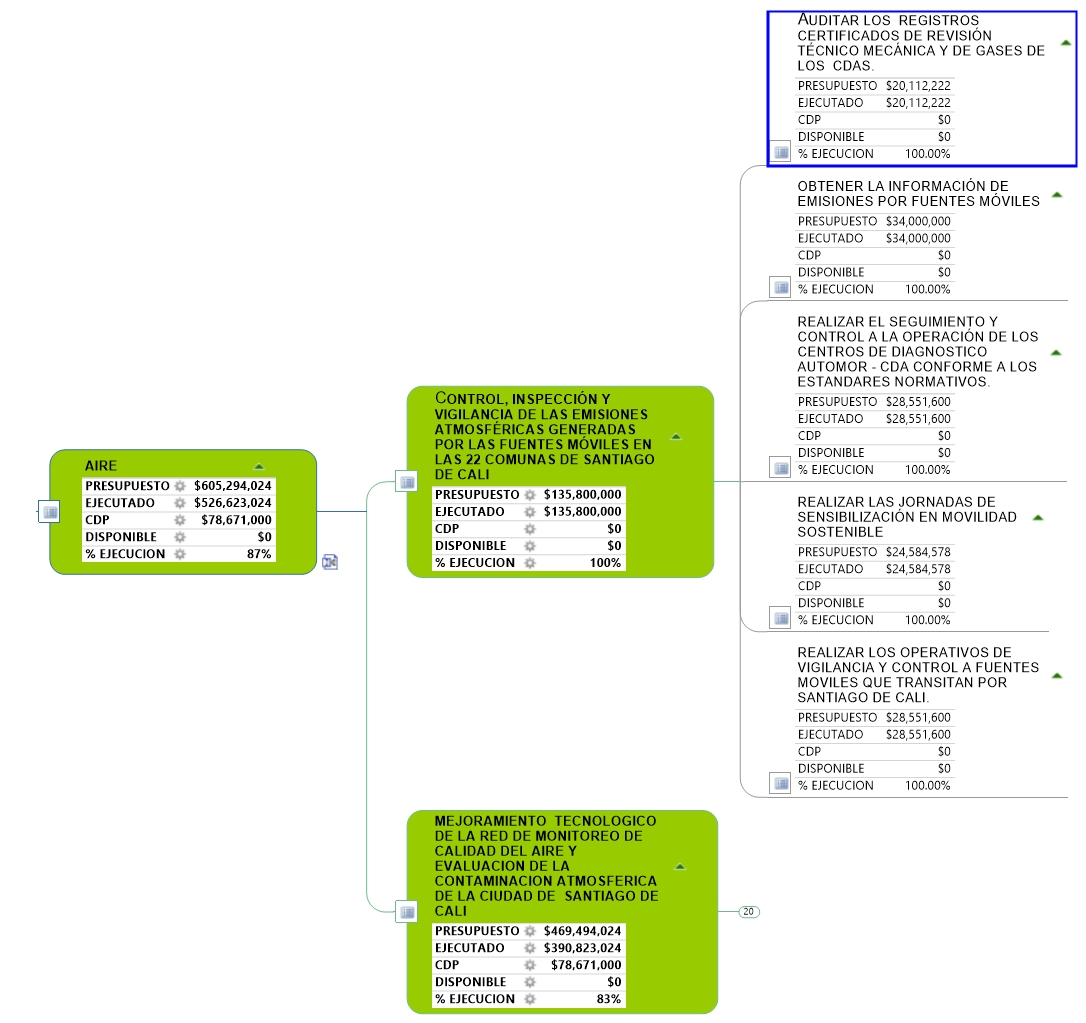 AIRE
PRESUPUESTO $605,294,024
EJECUTADO $526,623,024
CDP $78,671,000
DISPONIBLE $0
% EJECUCION 87%
CONTROL, INSPECCIÓN Y
VIGILANCIA DE LAS EMISIONES
ATMOSFÉRICAS GENERADAS
POR LAS FUENTES MÓVILES EN
LAS 22 COMUNAS DE SANTIAGO
DE CALI
PRESUPUESTO $135,800,000
EJECUTADO $135,800,000
CDP $0
DISPONIBLE $0
% EJECUCION 100%
AUDITAR LOS REGISTROS
CERTIFICADOS DE REVISIÓN
TÉCNICO MECÁNICA Y DE GASES DE
LOS CDAS.
PRESUPUESTO $20,112,222
EJECUTADO $20,112,222
CDP $0
DISPONIBLE $0
% EJECUCION 100.00%
OBTENER LA INFORMACIÓN DE
EMISIONES POR FUENTES MÓVILES
PRESUPUESTO $34,000,000
EJECUTADO $34,000,000
CDP $0
DISPONIBLE $0
% EJECUCION 100.00%
REALIZAR EL SEGUIMIENTO Y
CONTROL A LA OPERACIÓN DE LOS
CENTROS DE DIAGNOSTICO
AUTOMOR - CDA CONFORME A LOS
ESTANDARES NORMATIVOS.
PRESUPUESTO $28,551,600
EJECUTADO $28,551,600
CDP $0
DISPONIBLE $0
% EJECUCION 100.00%
REALIZAR LAS JORNADAS DE
SENSIBILIZACIÓN EN MOVILIDAD
SOSTENIBLE
PRESUPUESTO $24,584,578
EJECUTADO $24,584,578
CDP $0
DISPONIBLE $0
% EJECUCION 100.00%
REALIZAR LOS OPERATIVOS DE
VIGILANCIA Y CONTROL A FUENTES
MOVILES QUE TRANSITAN POR
SANTIAGO DE CALI.
PRESUPUESTO $28,551,600
EJECUTADO $28,551,600
CDP $0
DISPONIBLE $0
% EJECUCION 100.00%
MEJORAMIENTO TECNOLOGICO
DE LA RED DE MONITOREO DE
CALIDAD DEL AIRE Y
EVALUACION DE LA
CONTAMINACION ATMOSFERICA
DE LA CIUDAD DE SANTIAGO DE
CALI
PRESUPUESTO $469,494,024
EJECUTADO $390,823,024
CDP $78,671,000
DISPONIBLE $0
% EJECUCION 83%
20